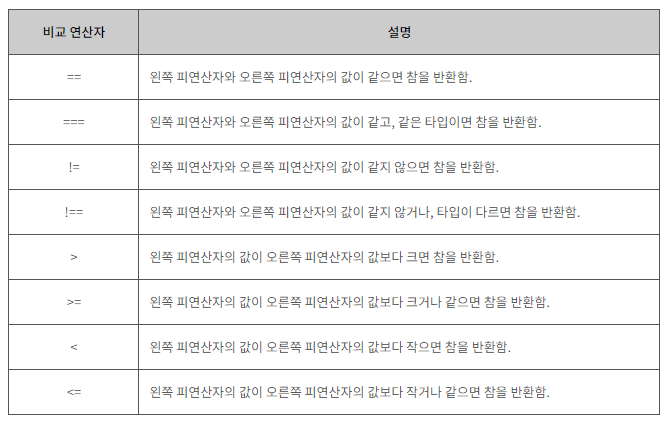 비교 연산자 설명
== 왼쪽 피연산자와 오른쪽 피연산자의 값이 같으면 참을 반환함.
=== 왼쪽 피연산자와 오른쪽 피연산자의 값이 같고, 같은 타입이면 참을 반환함.
!= 왼쪽 피연산자와 오른쪽 피연산자의 값이 같지 않으면 참을 반환함.
!== 왼쪽 피연산자와 오른쪽 피연산자의 값이 같지 않거나, 타입이 다르면 참을 반환함.
> 왼쪽 피연산자의 값이 오른쪽 피연산자의 값보다 크면 참을 반환함.
>= 왼쪽 피연산자의 값이 오른쪽 피연산자의 값보다 크거나 같으면 참을 반환함.
< 왼쪽 피연산자의 값이 오른쪽 피연산자의 값보다 작으면 참을 반환함.
<= 왼쪽 피연산자의 값이 오른쪽 피연산자의 값보다 작거나 같으면 참을 반환함.